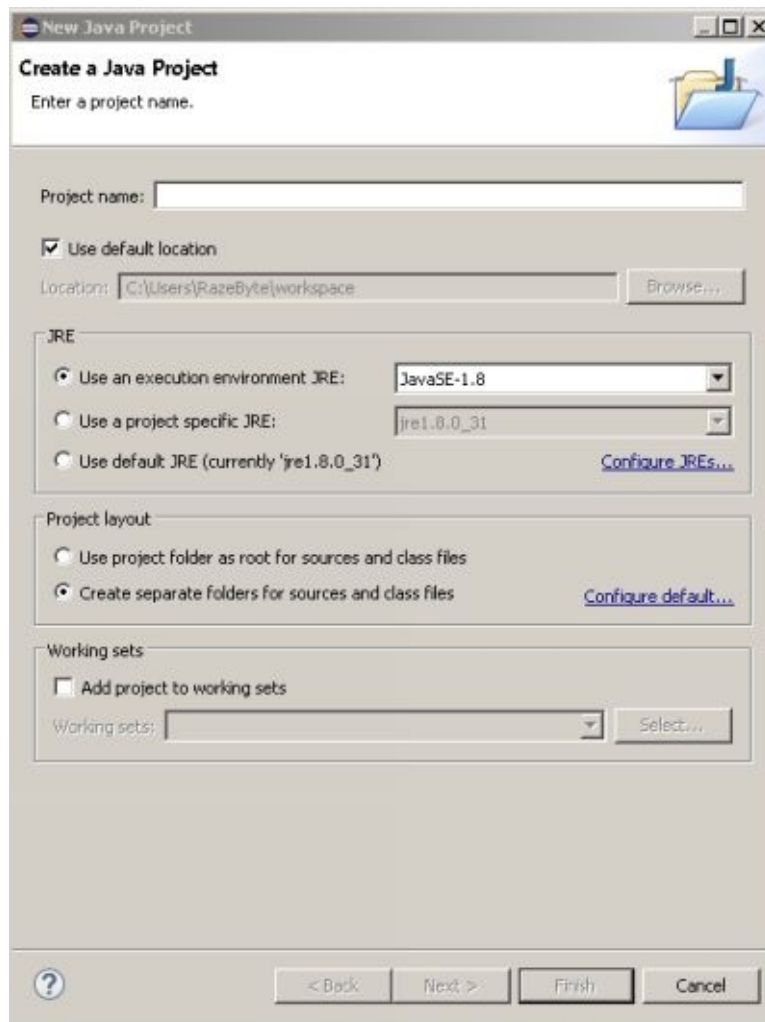 New Java Project
Create a Java Project
Enter a project name.
Project name:
Use default location
Location: C:\Users\RazeByte\workspace Browse...
JRE
Use an execution environment JRE: JavaSE-1.8
Use a project specific JRE: jre1.8.0_31
Use default JRE (currently 'jre1.8.0_31') Configure JREs...
Project layout
Use project folder as root for sources and class files
Create separate folders for sources and class files Configure default...
Working sets
Add project to working sets
Working sets: Select...
? < Back Next > Finish Cancel